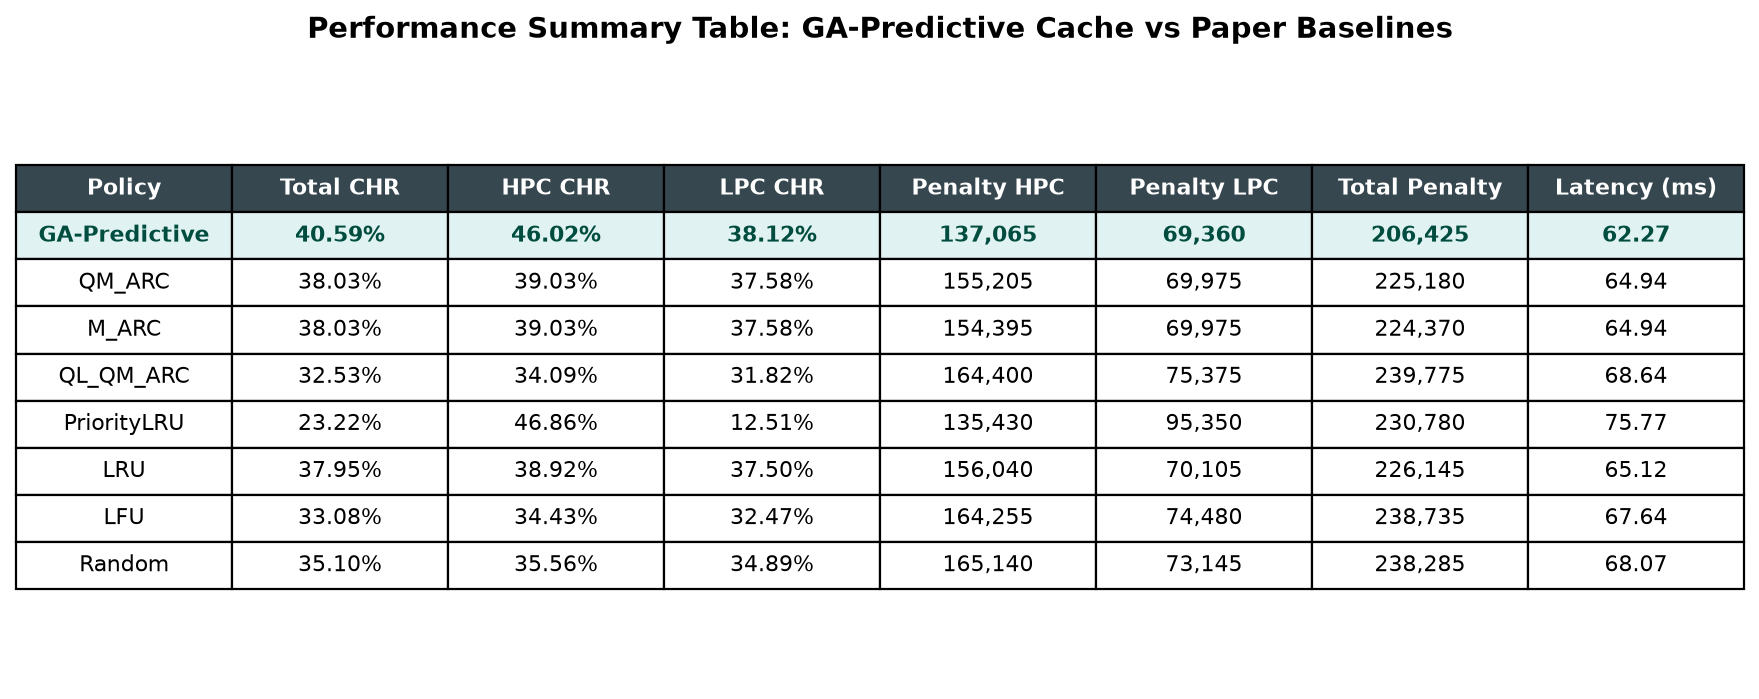 Performance Summary Table: GA-Predictive Cache vs Paper Baselines
Policy Total CHR HPC CHR LPC CHR Penalty HPC Penalty LPC Total Penalty Latency (ms)
GA-Predictive 40.59% 46.02% 38.12% 137,065 69,360 206,425 62.27
QM_ARC 38.03% 39.03% 37.58% 155,205 69,975 225,180 64.94
M_ARC 38.03% 39.03% 37.58% 154,395 69,975 224,370 64.94
QL_QM_ARC 32.53% 34.09% 31.82% 164,400 75,375 239,775 68.64
PriorityLRU 23.22% 46.86% 12.51% 135,430 95,350 230,780 75.77
LRU 37.95% 38.92% 37.50% 156,040 70,105 226,145 65.12
LFU 33.08% 34.43% 32.47% 164,255 74,480 238,735 67.64
Random 35.10% 35.56% 34.89% 165,140 73,145 238,285 68.07